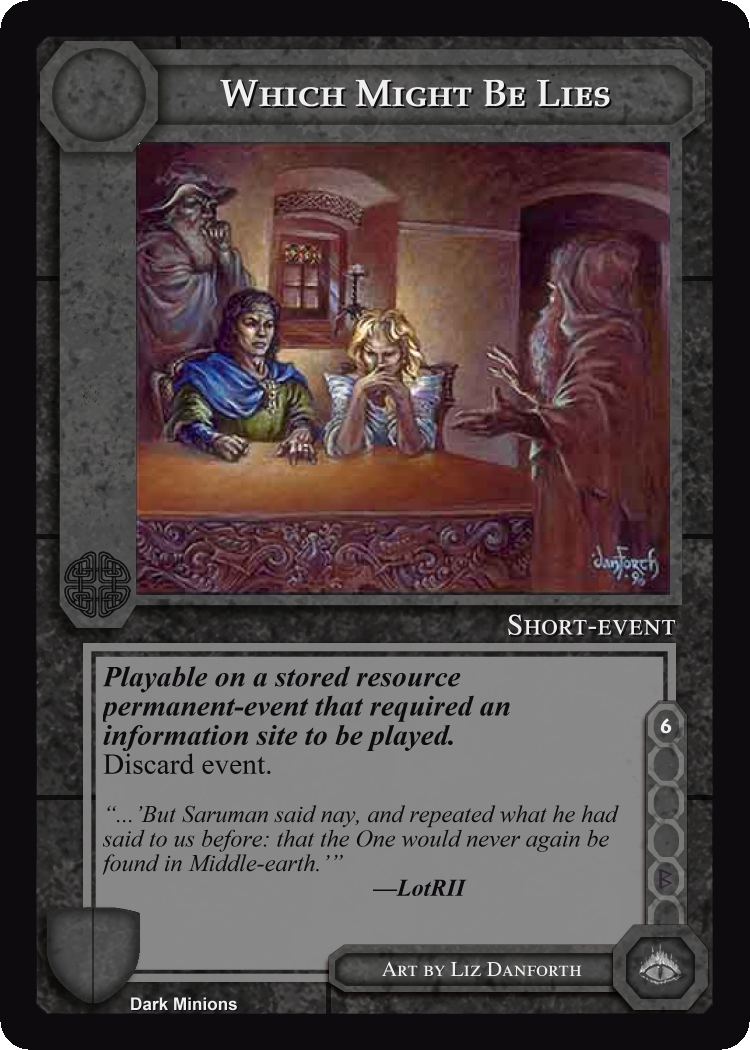 Which Might Be Lies
danForth
Short-event
Playable on a stored resource
permanent-event that required an
information site to be played.
Discard event.
6
“...’But Saruman said nay, and repeated what he had
said to us before: that the One would never again be
found in Middle-earth.’”
—LotRII
Art by Liz Danforth
Dark Minions